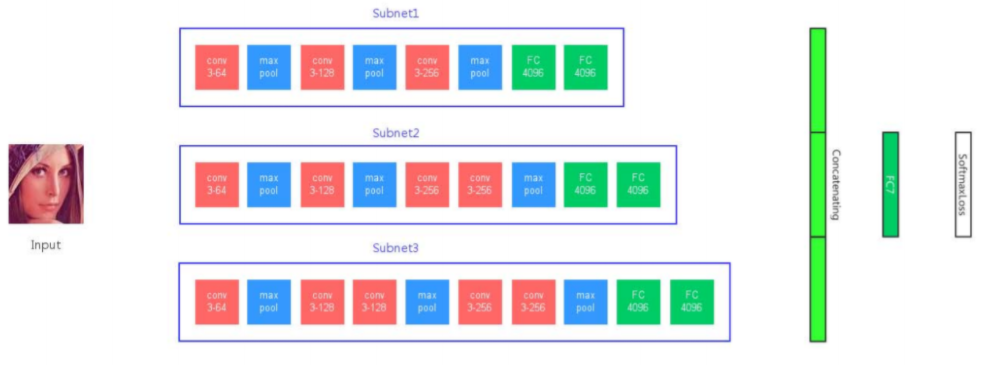 Subnet1
conv max conv max conv max FC FC
3-64 pool 3-128 pool 3-256 pool 4096 4096
Subnet2
conv max conv max conv conv max FC FC
3-64 pool 3-128 pool 3-256 3-256 pool 4096 4096
Input
Subnet3
conv max conv conv max conv conv max FC FC
3-64 pool 3-128 3-128 pool 3-256 3-256 pool 4096 4096
Concatenating
FC7
SoftmaxLoss